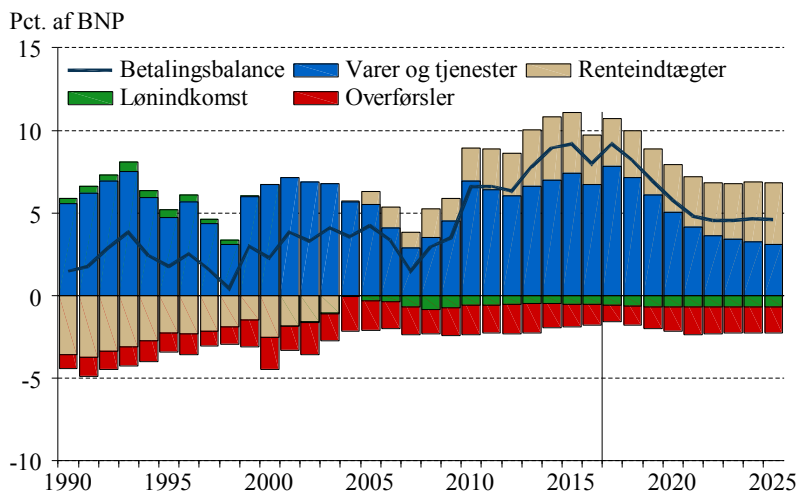 Pct. af BNP
15
Betalingsbalance Varer og tjenester Renteindtægter
Lønindkomst Overførsler
10
5
0
-5
-10
1990 1995 2000 2005 2010 2015 2020 2025